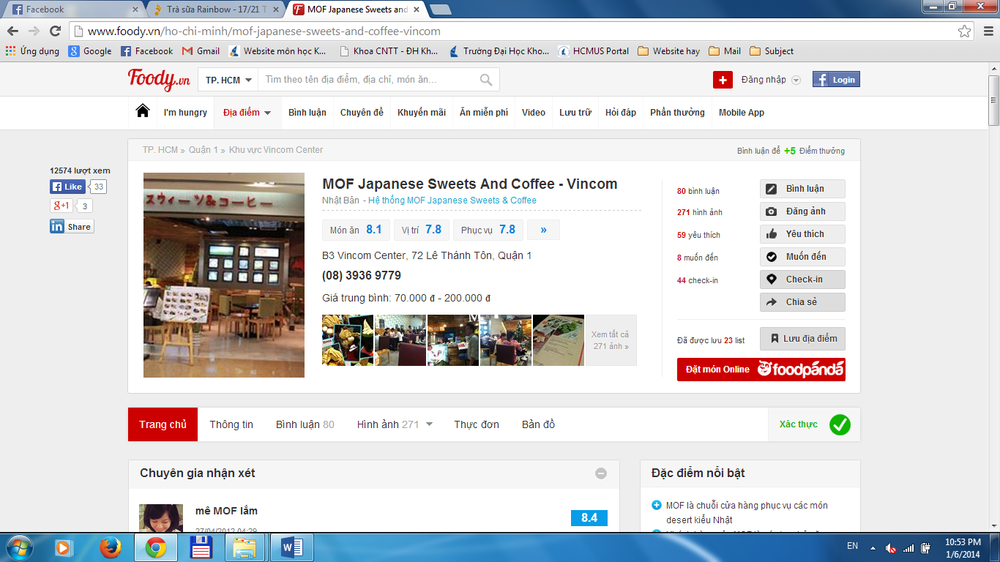 Facebook
Trà sữa Rainbow - 17/21 T
MOF Japanese Sweets and
www.foody.vn/ho-chi-minh/mof-japanese-sweets-and-coffee-vincom
Ứng dụng Google Facebook Gmail Website môn học K... Khoa CNTT - ĐH Kh... Trường Đại Học Kho... HCMUS Portal Website hay Mail Subject
Foody.vn TP. HCM Tìm theo tên địa điểm, địa chỉ, món ăn... Đăng nhập f Login
I'm hungry Địa điểm Bình luận Chuyên đề Khuyến mãi Ăn miễn phí Video Lưu trữ Hỏi đáp Phần thưởng Mobile App
TP. HCM » Quận 1 » Khu vực Vincom Center
Bình luận để +5 Điểm thưởng
12574 lượt xem
Like 33
g+1 3
in Share
スウィーツ&コーヒー
MOF Japanese Sweets And Coffee - Vincom
Nhật Bản - Hệ thống MOF Japanese Sweets & Coffee
Món ăn 8.1 Vị trí 7.8 Phục vụ 7.8 »
B3 Vincom Center, 72 Lê Thánh Tôn, Quận 1
(08) 3936 9779
Giá trung bình: 70.000 đ - 200.000 đ
Xem tất cả
271 ảnh »
80 bình luận Bình luận
271 hình ảnh Đăng ảnh
59 yêu thích Yêu thích
8 muốn đến Muốn đến
44 check-in Check-in
Chia sẻ
Đã được lưu 23 list Lưu địa điểm
Đặt món Online foodpanda
Trang chủ Thông tin Bình luận 80 Hình ảnh 271 Thực đơn Bản đồ Xác thực
Chuyên gia nhận xét
mê MOF lắm 8.4
27/04/2012 04:29
Đặc điểm nổi bật
MOF là chuỗi cửa hàng phục vụ các món
desert kiểu Nhật
EN
10:53 PM
1/6/2014